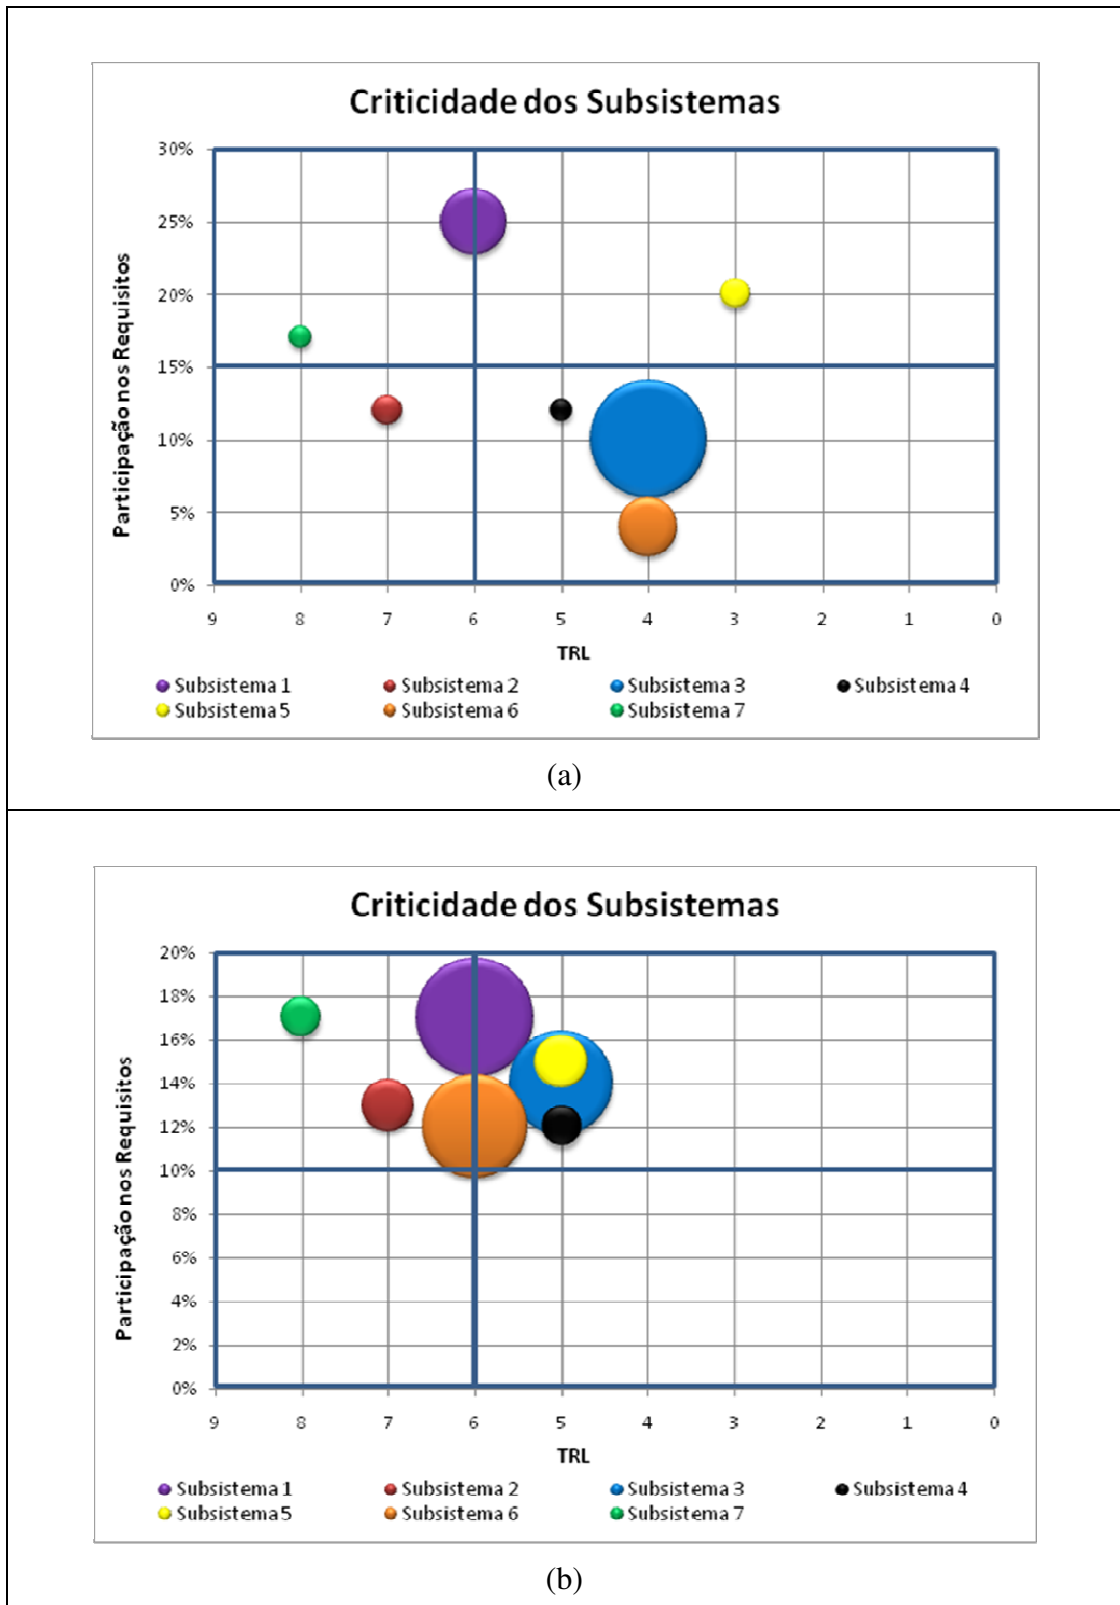 Criticidade dos Subsistemas
Participação nos Requisitos
30%
25%
20%
15%
10%
5%
0%
9 8 7 6 5 4 3 2 1 0
TRL
Subsistema 1 Subsistema 2 Subsistema 3 Subsistema 4
Subsistema 5 Subsistema 6 Subsistema 7
(a)
Criticidade dos Subsistemas
Participação nos Requisitos
20%
18%
16%
14%
12%
10%
8%
6%
4%
2%
0%
9 8 7 6 5 4 3 2 1 0
TRL
Subsistema 1 Subsistema 2 Subsistema 3 Subsistema 4
Subsistema 5 Subsistema 6 Subsistema 7
(b)